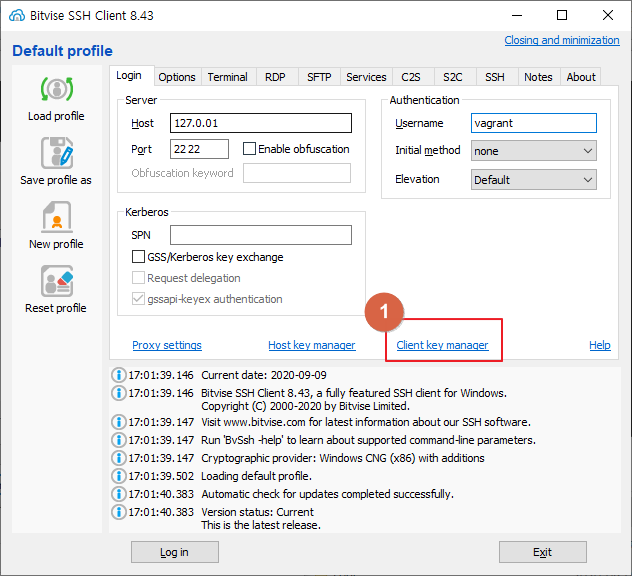 Bitvise SSH Client 8.43
Closing and minimization
Default profile
Load profile
Save profile as
New profile
Reset profile
Login Options Terminal RDP SFTP Services C2S S2C SSH Notes About
Server
Host 127.0.01
Port 2222 Enable obfuscation
Obfuscation keyword
Authentication
Username vagrant
Initial method none
Elevation Default
Kerberos
SPN
GSS/Kerberos key exchange
Request delegation
gssapi-keyex authentication
1
Proxy settings Host key manager Client key manager Help
17:01:39.146 Current date: 2020-09-09
17:01:39.146 Bitvise SSH Client 8.43, a fully featured SSH client for Windows.
Copyright (C) 2000-2020 by Bitvise Limited.
17:01:39.147 Visit www.bitvise.com for latest information about our SSH software.
17:01:39.147 Run 'BvSsh -help' to learn about supported command-line parameters.
17:01:39.147 Cryptographic provider: Windows CNG (x86) with additions
17:01:39.502 Loading default profile.
17:01:40.383 Automatic check for updates completed successfully.
17:01:40.383 Version status: Current
This is the latest release.
Log in Exit